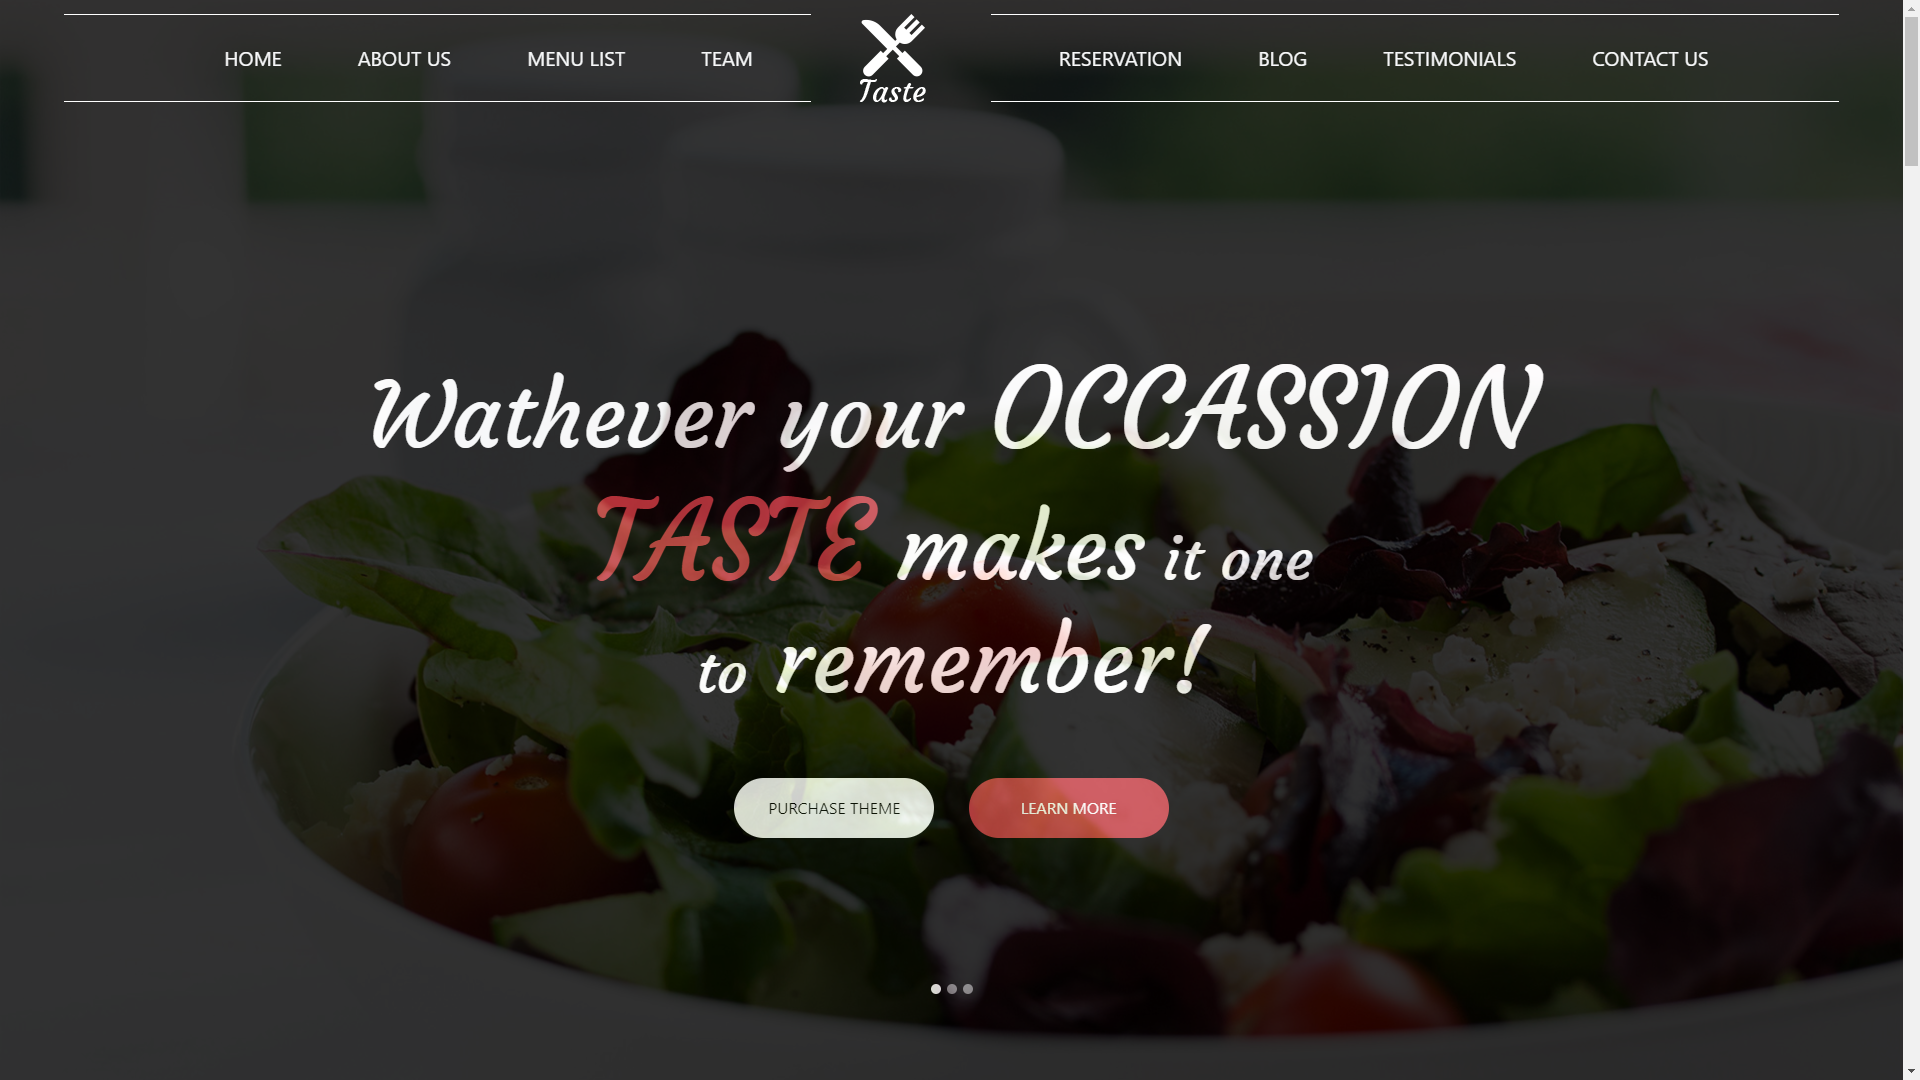 HOME ABOUT US MENU LIST TEAM Taste RESERVATION BLOG TESTIMONIALS CONTACT US
Wathever your OCCASSION
TASTE makes it one
to remember!
PURCHASE THEME LEARN MORE